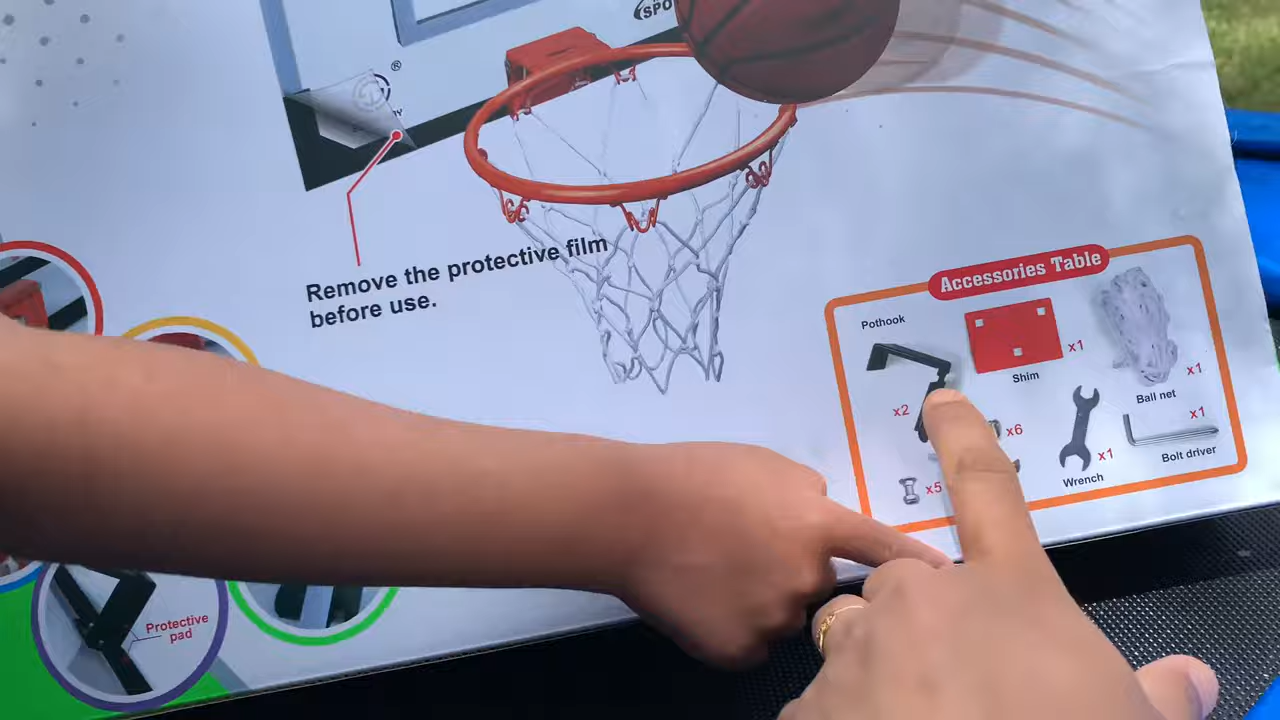 SPO
®
Remove the protective film
before use.
Accessories Table
Pothook
x2
Shim
x1
Ball net
x1
x6
x5
Wrench
x1
Bolt driver
x1
Protective
pad